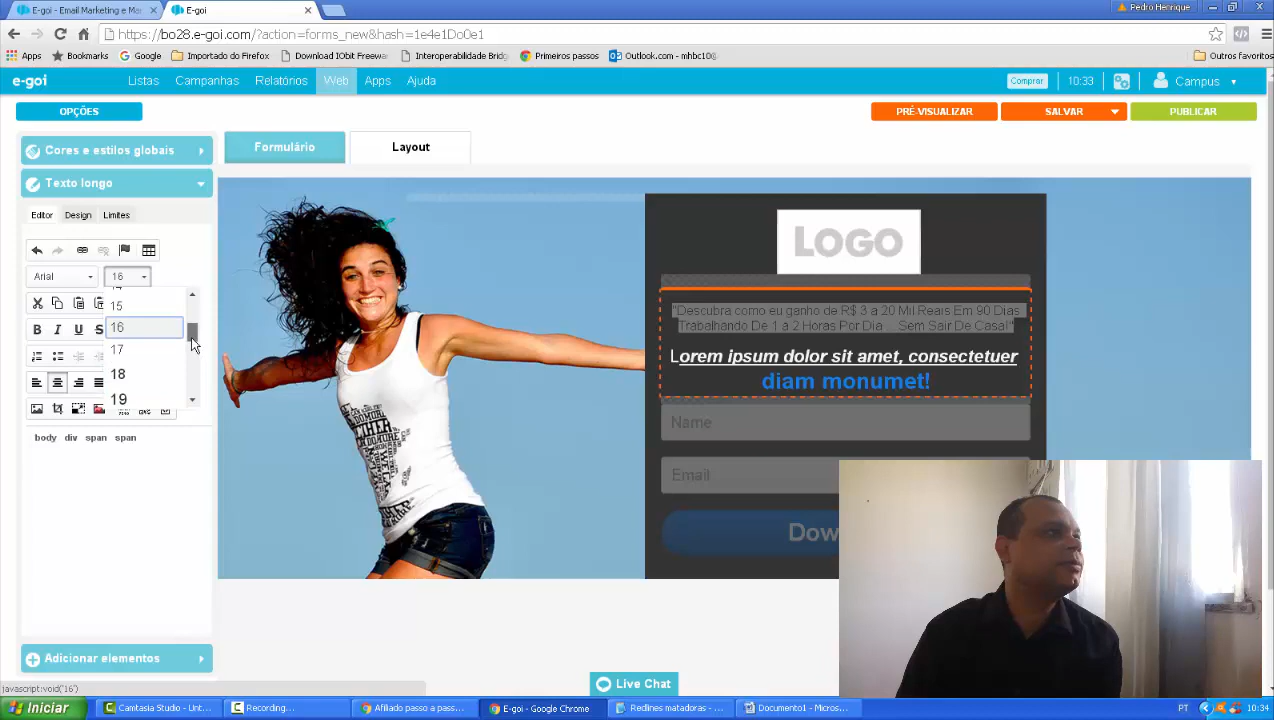 E-goi - Email Marketing e Ma
E-goi
Pedro Henrique
https://bo28.e-goi.com/?action=forms_new&hash=1e4e1Do0e1
Apps
Bookmarks
Google
Importado do Firefox
Download IObit Freewar
Interoperabilidade Bridg
Primeiros passos
Outlook.com - mhbc10@
Outros favoritos
e-goi
Listas
Campanhas
Relatórios
Web
Apps
Ajuda
Comprar
10:33
Campus
OPÇÕES
PRÉ-VISUALIZAR
SALVAR
PUBLICAR
Cores e estilos globais
Formulário
Layout
Texto longo
Editor
Design
Limites
LOGO
Arial
16
15
16
17
18
19
"Descubra como eu ganho de R$ 3 a 20 Mil Reais Em 90 Dias
Trabalhando De 1 a 2 Horas Por Dia... Sem Sair De Casa!"
Lorem ipsum dolor sit amet, consectetuer
diam monumet!
Name
body div span span
Email
Dow
Adicionar elementos
Live Chat
javascript:void('16')
Iniciar
Camtasia Studio - Unt...
Recording...
Afiliado passo a pass...
E-goi - Google Chrome
Redlines matadoras - ...
Documento1 - Micros...
PT
10:34